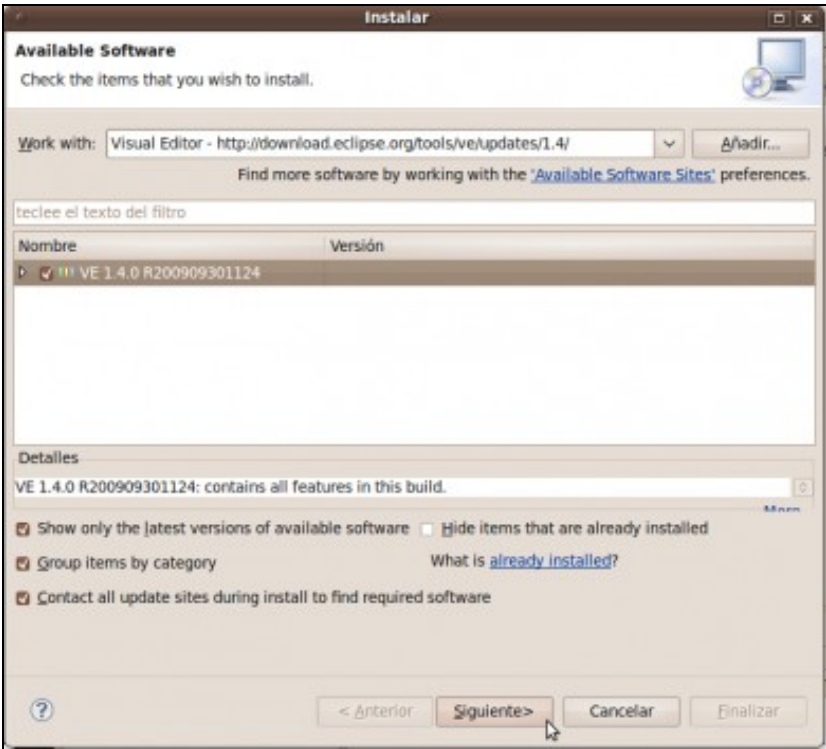 Instalar
Available Software
Check the items that you wish to install.
Work with: Visual Editor - http://download.eclipse.org/tools/ve/updates/1.4/ Añadir...
Find more software by working with the 'Available Software Sites' preferences.
teclee el texto del filtro
Nombre Versión
VE 1.4.0 R200909301124
Detalles
VE 1.4.0 R200909301124: contains all features in this build.
More
Show only the latest versions of available software Hide items that are already installed
Group items by category What is already installed?
Contact all update sites during install to find required software
? < Anterior Siguiente> Cancelar Finalizar